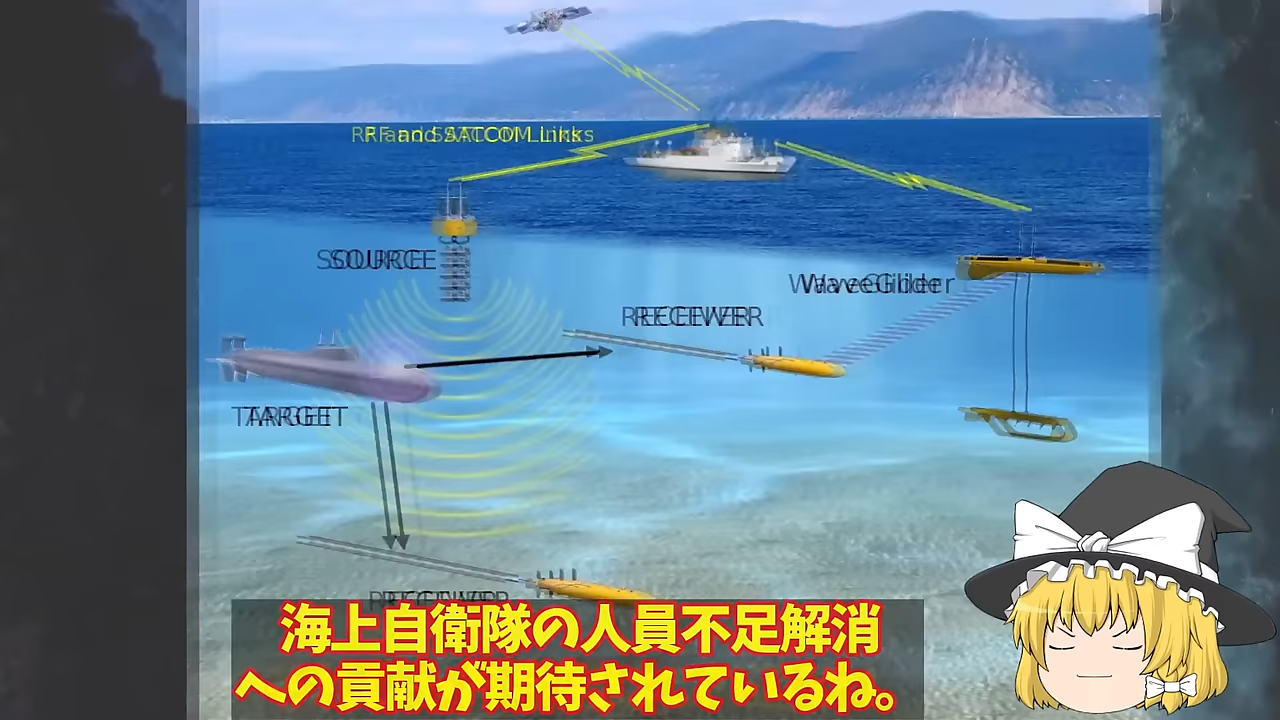 RF and SATCOM Links
SOURCE
WaveGlider
RECEIVER
TARGET
RECEIVER
海上自衛隊の人員不足解消
への貢献が期待されているね。